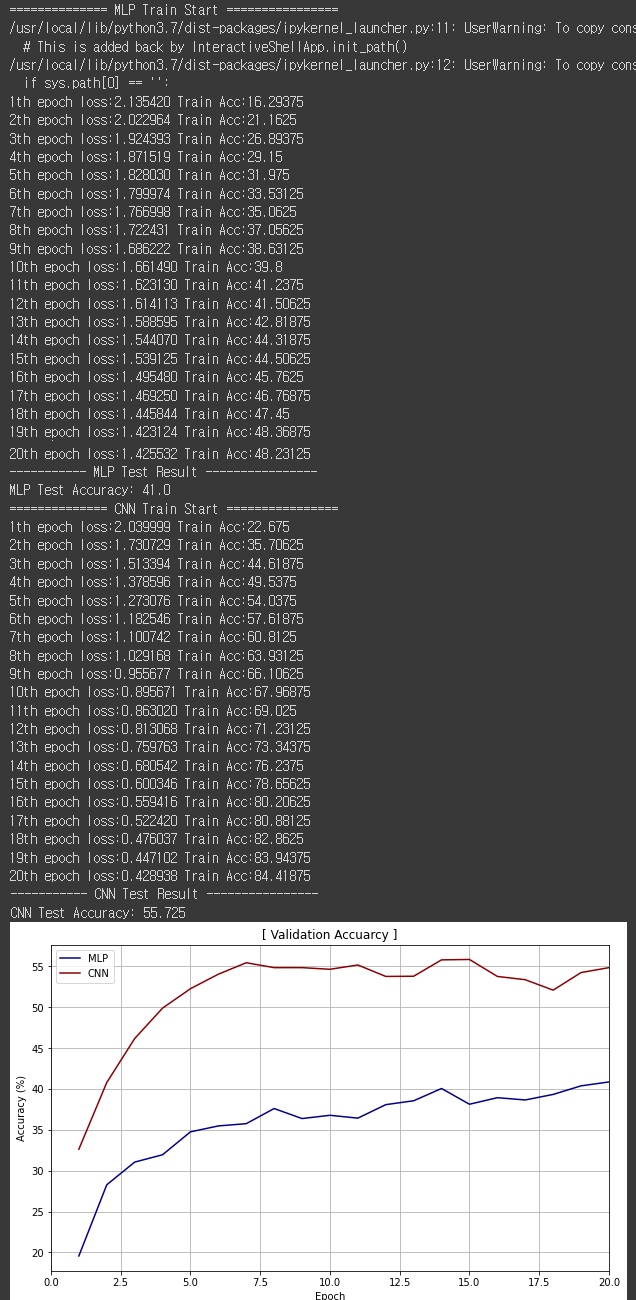 ============== MLP Train Start ================
/usr/local/lib/python3.7/dist-packages/ipykernel_launcher.py:11: UserWarning: To copy cons
# This is added back by InteractiveShellApp.init_path()
/usr/local/lib/python3.7/dist-packages/ipykernel_launcher.py:12: UserWarning: To copy cons
if sys.path[0] == '':
1th epoch loss:2.135420 Train Acc:16.29375
2th epoch loss:2.022964 Train Acc:21.1625
3th epoch loss:1.924393 Train Acc:26.89375
4th epoch loss:1.871519 Train Acc:29.15
5th epoch loss:1.828030 Train Acc:31.975
6th epoch loss:1.799974 Train Acc:33.53125
7th epoch loss:1.766998 Train Acc:35.0625
8th epoch loss:1.722431 Train Acc:37.05625
9th epoch loss:1.686222 Train Acc:38.63125
10th epoch loss:1.661490 Train Acc:39.8
11th epoch loss:1.623130 Train Acc:41.2375
12th epoch loss:1.614113 Train Acc:41.50625
13th epoch loss:1.588595 Train Acc:42.81875
14th epoch loss:1.544070 Train Acc:44.31875
15th epoch loss:1.539125 Train Acc:44.50625
16th epoch loss:1.495480 Train Acc:45.7625
17th epoch loss:1.469250 Train Acc:46.76875
18th epoch loss:1.445844 Train Acc:47.45
19th epoch loss:1.423124 Train Acc:48.36875
20th epoch loss:1.425532 Train Acc:48.23125
----------- MLP Test Result ----------------
MLP Test Accuracy: 41.0
============== CNN Train Start ================
1th epoch loss:2.039999 Train Acc:22.675
2th epoch loss:1.730729 Train Acc:35.70625
3th epoch loss:1.513394 Train Acc:44.61875
4th epoch loss:1.378596 Train Acc:49.5375
5th epoch loss:1.273076 Train Acc:54.0375
6th epoch loss:1.182546 Train Acc:57.61875
7th epoch loss:1.100742 Train Acc:60.8125
8th epoch loss:1.029168 Train Acc:63.93125
9th epoch loss:0.955677 Train Acc:66.10625
10th epoch loss:0.895671 Train Acc:67.96875
11th epoch loss:0.863020 Train Acc:69.025
12th epoch loss:0.813068 Train Acc:71.23125
13th epoch loss:0.759763 Train Acc:73.34375
14th epoch loss:0.680542 Train Acc:76.2375
15th epoch loss:0.600346 Train Acc:78.65625
16th epoch loss:0.559416 Train Acc:80.20625
17th epoch loss:0.522420 Train Acc:80.88125
18th epoch loss:0.476037 Train Acc:82.8625
19th epoch loss:0.447102 Train Acc:83.94375
20th epoch loss:0.428938 Train Acc:84.41875
----------- CNN Test Result ----------------
CNN Test Accuracy: 55.725
[ Validation Accuarcy ]
MLP
CNN
55
50
45
40
35
30
25
20
Accuracy (%)
0.0 2.5 5.0 7.5 10.0 12.5 15.0 17.5 20.0
Epoch